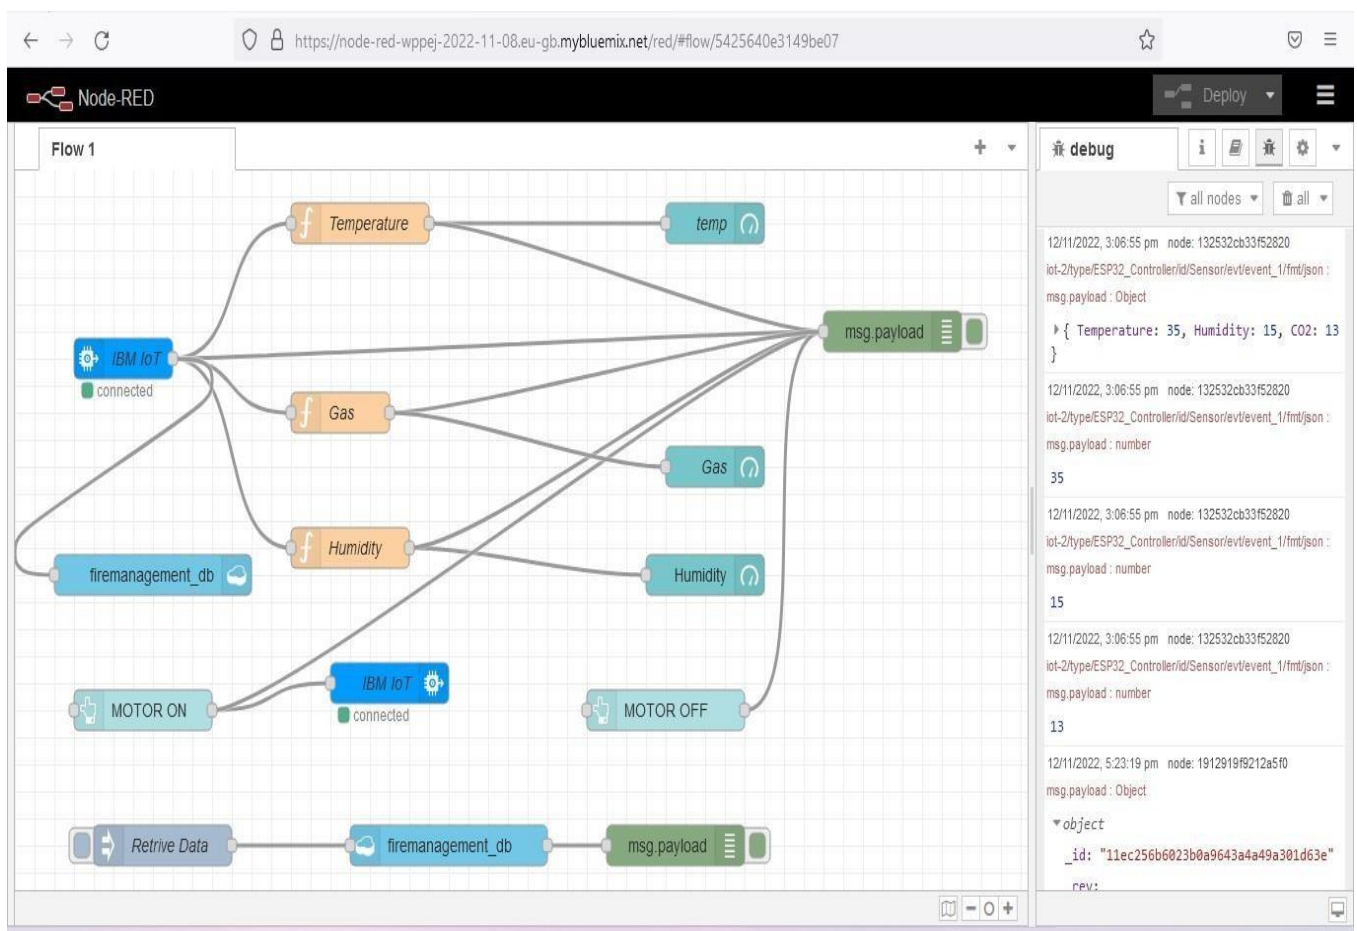 https://node-red-wppej-2022-11-08.eu-gb.mybluemix.net/red/#flow/5425640e3149be07
Node-RED
Deploy
Flow 1
Temperature
temp
msg.payload
IBM IoT
connected
Gas
Gas
Humidity
firemanagement_db
Humidity
IBM IoT
connected
MOTOR ON
MOTOR OFF
Retrive Data
firemanagement_db
msg.payload
debug
i
all nodes
all
12/11/2022, 3:06:55 pm node: 132532cb33f52820
iot-2/type/ESP32_Controller/id/Sensor/evt/event_1/fmt/json :
msg.payload : Object
{ Temperature: 35, Humidity: 15, CO2: 13
}
12/11/2022, 3:06:55 pm node: 132532cb33f52820
iot-2/type/ESP32_Controller/id/Sensor/evt/event_1/fmt/json :
msg.payload : number
35
12/11/2022, 3:06:55 pm node: 132532cb33f52820
iot-2/type/ESP32_Controller/id/Sensor/evt/event_1/fmt/json :
msg.payload : number
15
12/11/2022, 3:06:55 pm node: 132532cb33f52820
iot-2/type/ESP32_Controller/id/Sensor/evt/event_1/fmt/json :
msg.payload : number
13
12/11/2022, 5:23:19 pm node: 1912919f9212a5f0
msg.payload : Object
object
_id: "11ec256b6023b0a9643a4a49a301d63e"
_rev: